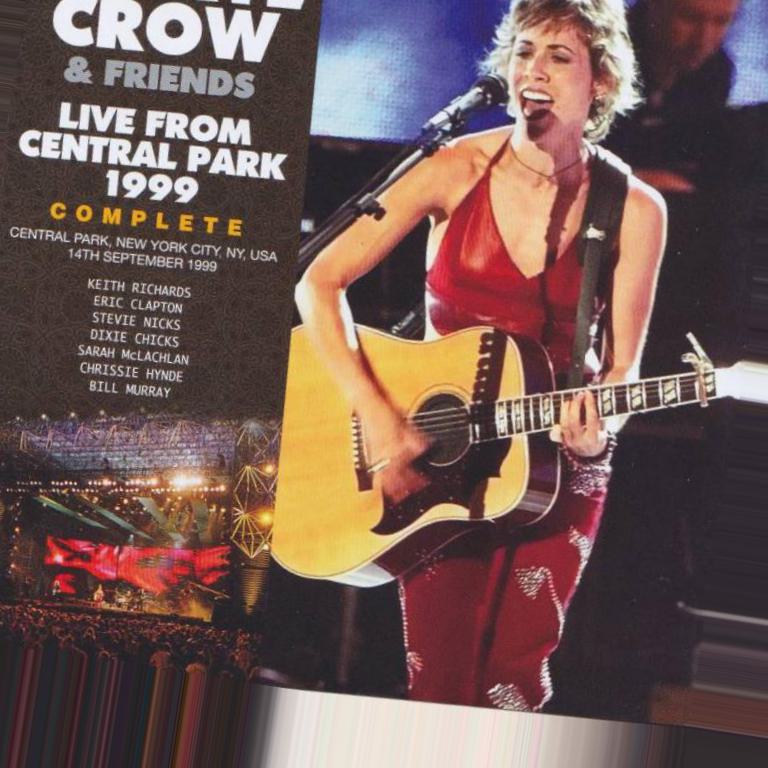 CROW
& FRIENDS
LIVE FROM
CENTRAL PARK
1999
COMPLETE
CENTRAL PARK, NEW YORK CITY, NY, USA
14TH SEPTEMBER 1999
KEITH RICHARDS
ERIC CLAPTON
STEVIE NICKS
DIXIE CHICKS
SARAH McLACHLAN
CHRISSIE HYNDE
BILL MURRAY